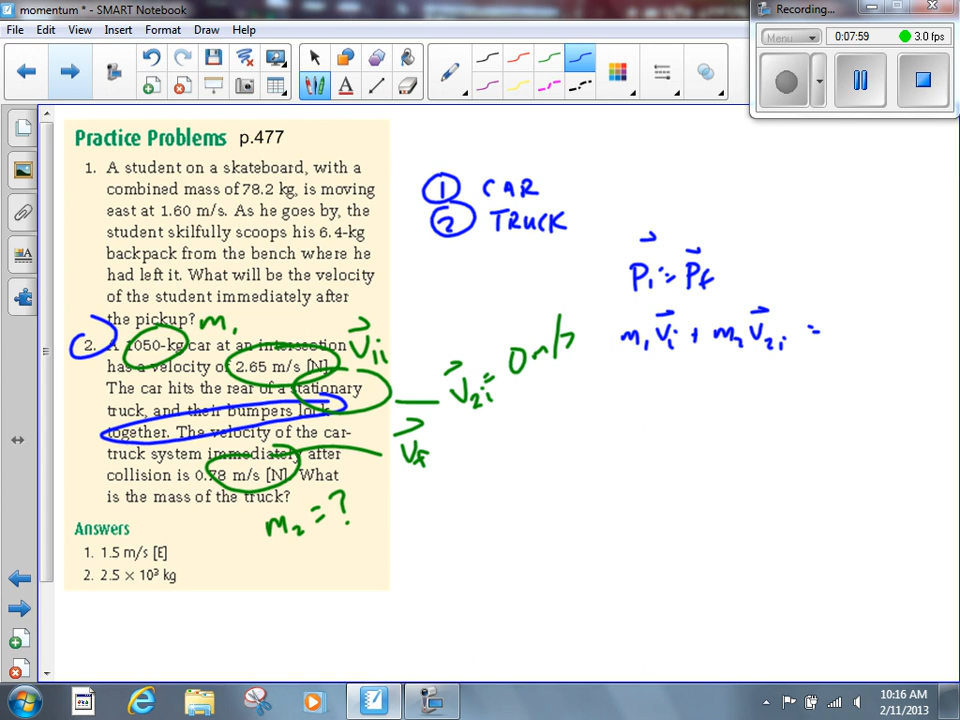 momentum * - SMART Notebook
Recording...
File Edit View Insert Format Draw Help
Menu
0:07:59
3.0 fps
Practice Problems p.477
1. A student on a skateboard, with a
combined mass of 78.2 kg, is moving
east at 1.60 m/s. As he goes by, the
student skilfully scoops his 6.4-kg
backpack from the bench where he
had left it. What will be the velocity
of the student immediately after
the pickup?
m₁
2. A 1050-kg car at an intersection
has a velocity of 2.65 m/s [N].
The car hits the rear of a stationary
truck, and their bumpers lock
together. The velocity of the car-
truck system immediately after
collision is 0.78 m/s [N]. What
is the mass of the truck?
V⃗₁ᵢ
V⃗₂ᵢ = 0 m/s
V⃗f
m₂ = ?
Answers
1. 1.5 m/s [E]
2. 2.5 × 10³ kg
① CAR
② TRUCK
P⃗ᵢ = P⃗f
m₁V⃗ᵢ + m₂V⃗₂ᵢ =
10:16 AM
2/11/2013